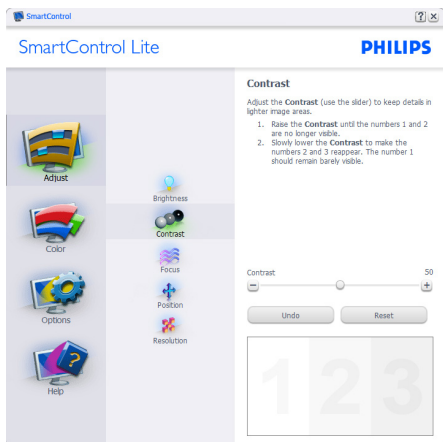 SmartControl
?
x
SmartControl Lite
PHILIPS
Adjust
Color
Options
Help
Brightness
Contrast
Focus
Position
Resolution
Contrast
Adjust the Contrast (use the slider) to keep details in
lighter image areas.
1. Raise the Contrast until the numbers 1 and 2
are no longer visible.
2. Slowly lower the Contrast to make the
numbers 2 and 3 reappear. The number 1
should remain barely visible.
Contrast 50
Undo Reset
1 2 3